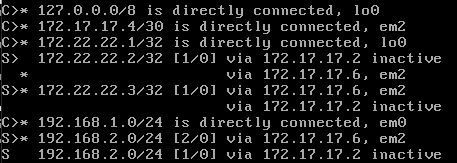 C>* 127.0.0.0/8 is directly connected, lo0
C>* 172.17.17.4/30 is directly connected, em2
C>* 172.22.22.1/32 is directly connected, lo0
S>  172.22.22.2/32 [1/0] via 172.17.17.2 inactive
  *                      via 172.17.17.6, em2
S>* 172.22.22.3/32 [1/0] via 172.17.17.6, em2
                         via 172.17.17.2 inactive
C>* 192.168.1.0/24 is directly connected, em0
S>* 192.168.2.0/24 [2/0] via 172.17.17.6, em2
S   192.168.2.0/24 [1/0] via 172.17.17.2 inactive